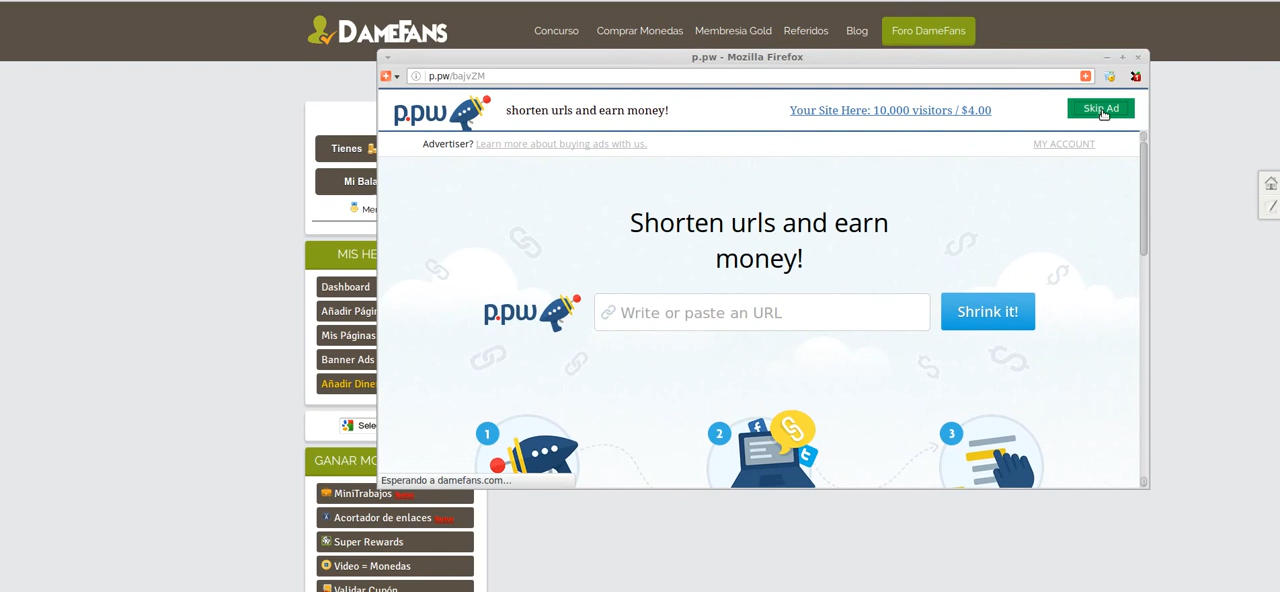 DAMEFANS
Concurso Comprar Monedas Membresia Gold Referidos Blog Foro DameFans
p.pw - Mozilla Firefox
p.pw/bajvZM
p.pw shorten urls and earn money! Your Site Here: 10,000 visitors / $4.00 Skip Ad
Advertiser? Learn more about buying ads with us. MY ACCOUNT
Shorten urls and earn
money!
p.pw Write or paste an URL Shrink it!
1 2 3
Esperando a damefans.com...
Tienes
Mi Bala
Me
MIS HE
Dashboard
Añadir Págin
Mis Páginas
Banner Ads
Añadir Dine
Sele
GANAR MO
MiniTrabajos
Acortador de enlaces
Super Rewards
Video = Monedas
Validar Cupón